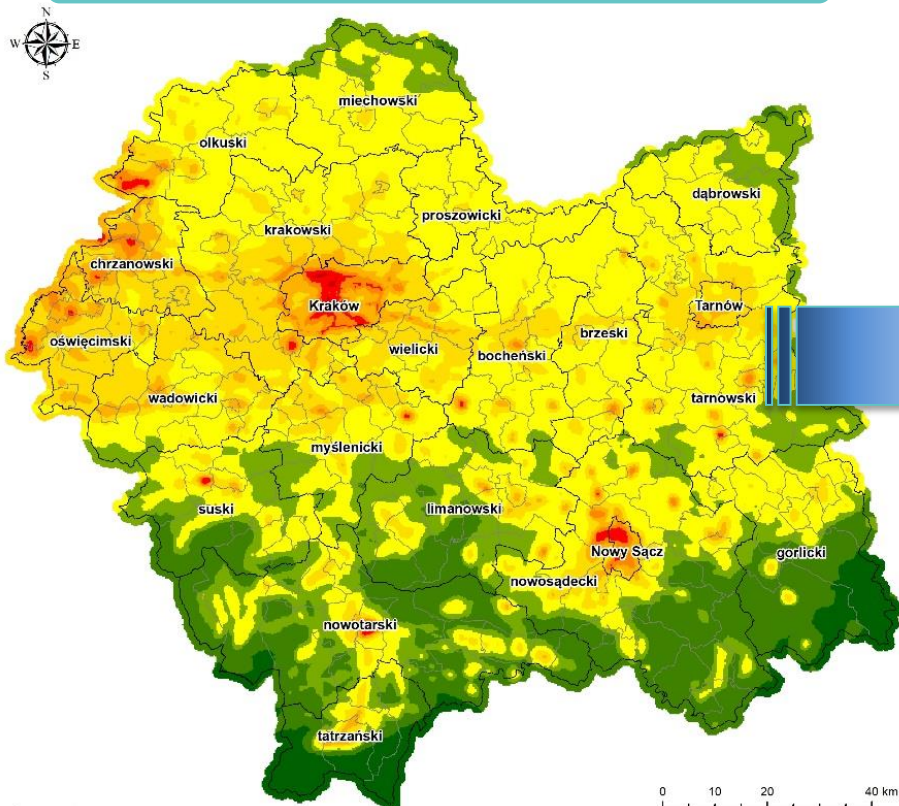 N
W E
S
miechowski
olkuski
dąbrowski
proszowicki
krakowski
chrzanowski
Kraków
Tarnów
oświęcimski
wielicki
bocheński
brzeski
wadowicki
tarnowski
myślenicki
suski
limanowski
Nowy Sącz
gorlicki
nowosądecki
nowotarski
tatrzański
0 10 20 40 km